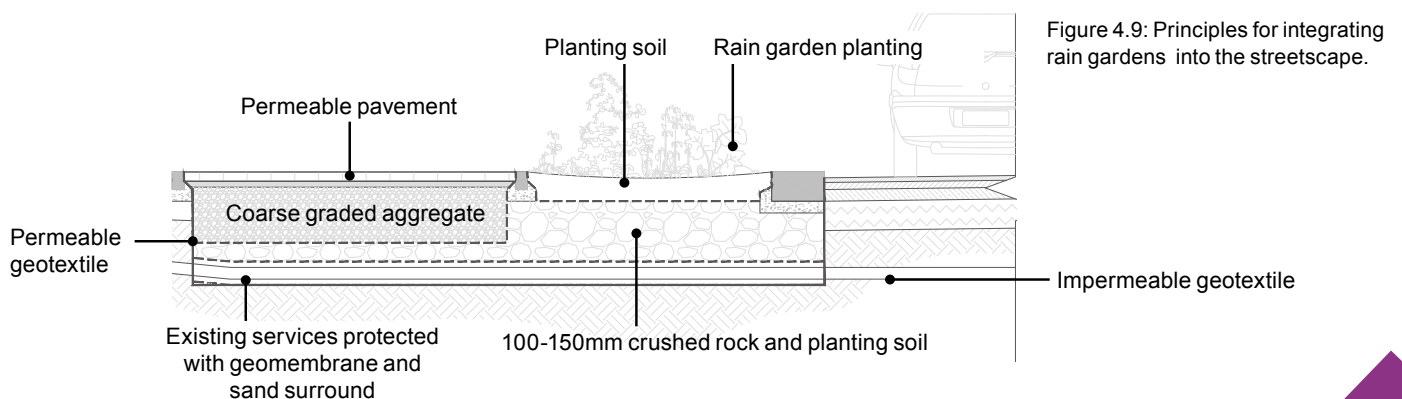 Figure 4.9: Principles for integrating
rain gardens into the streetscape.
Planting soil
Rain garden planting
Permeable pavement
Coarse graded aggregate
Permeable
geotextile
Impermeable geotextile
Existing services protected
with geomembrane and
sand surround
100-150mm crushed rock and planting soil